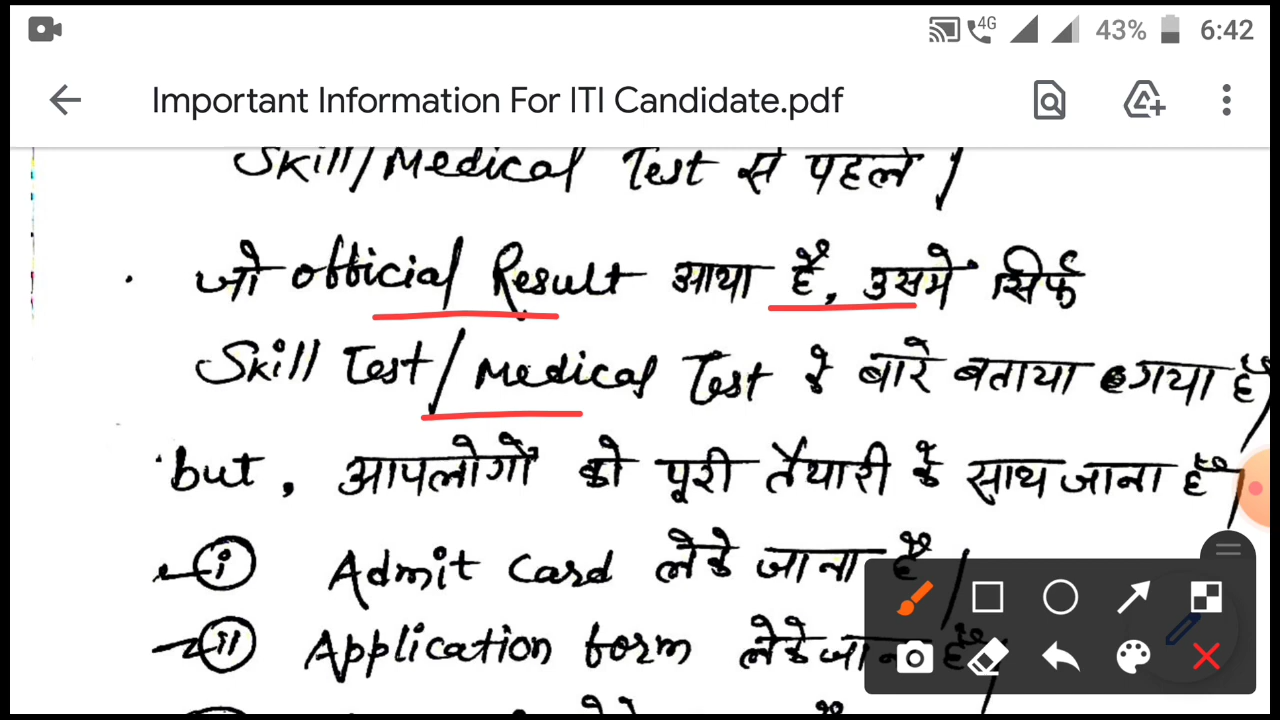 4G 43% 6:42
Important Information For ITI Candidate.pdf
Skill/Medical Test से पहले।
. जो official Result आया है, उसमें सिर्फ
Skill Test/Medical Test के बारे बताया गया है।
. but, आपलोगों को पूरी तैयारी के साथ जाना है।
(i) Admit Card लेके जाना है।
(ii) Application form लेके जाना है।